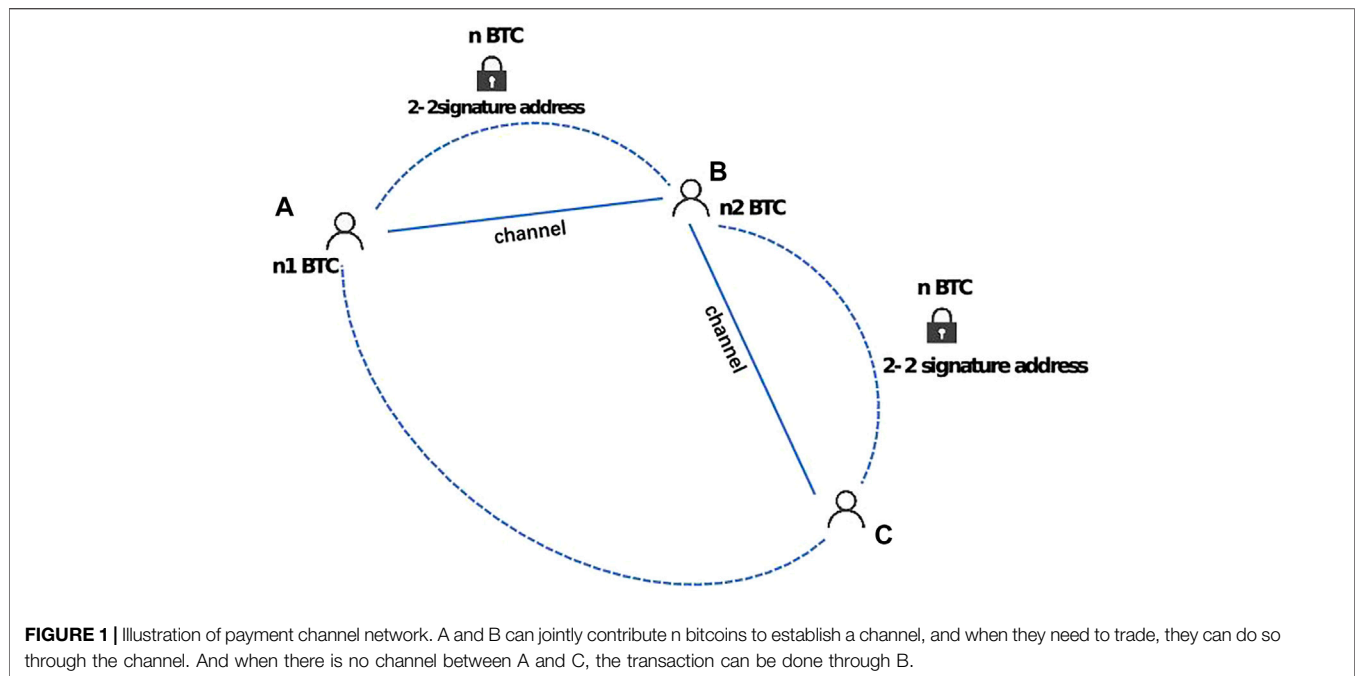 n BTC
2-2signature address
B
A
n2 BTC
channel
n1 BTC
n BTC
channel
2-2 signature address
C
FIGURE 1 | Illustration of payment channel network. A and B can jointly contribute n bitcoins to establish a channel, and when they need to trade, they can do so
through the channel. And when there is no channel between A and C, the transaction can be done through B.